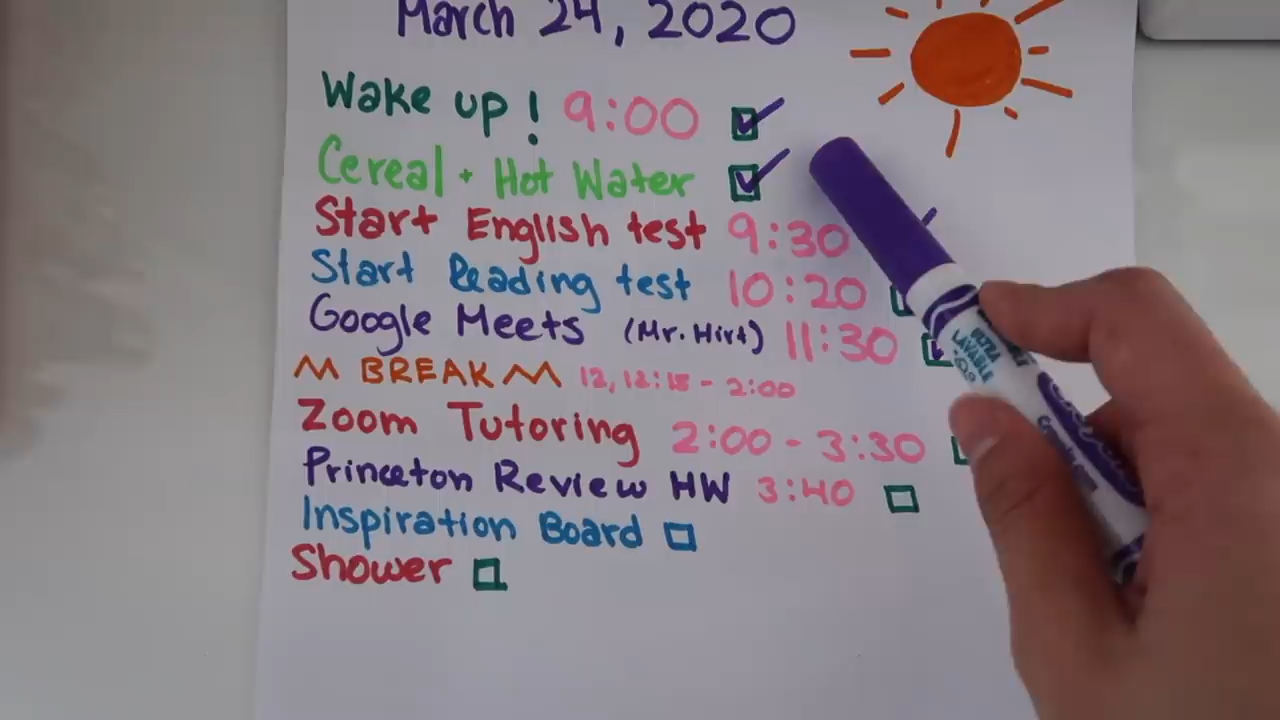 March 24, 2020
Wake up! 9:00
Cereal + Hot Water
Start English test 9:30
Start Reading test 10:20
Google Meets (Mr. Hirt) 11:30
BREAK 12, 12:15 - 2:00
Zoom Tutoring 2:00 - 3:30
Princeton Review HW 3:40
Inspiration Board
Shower
ULTRA
LAVABLE